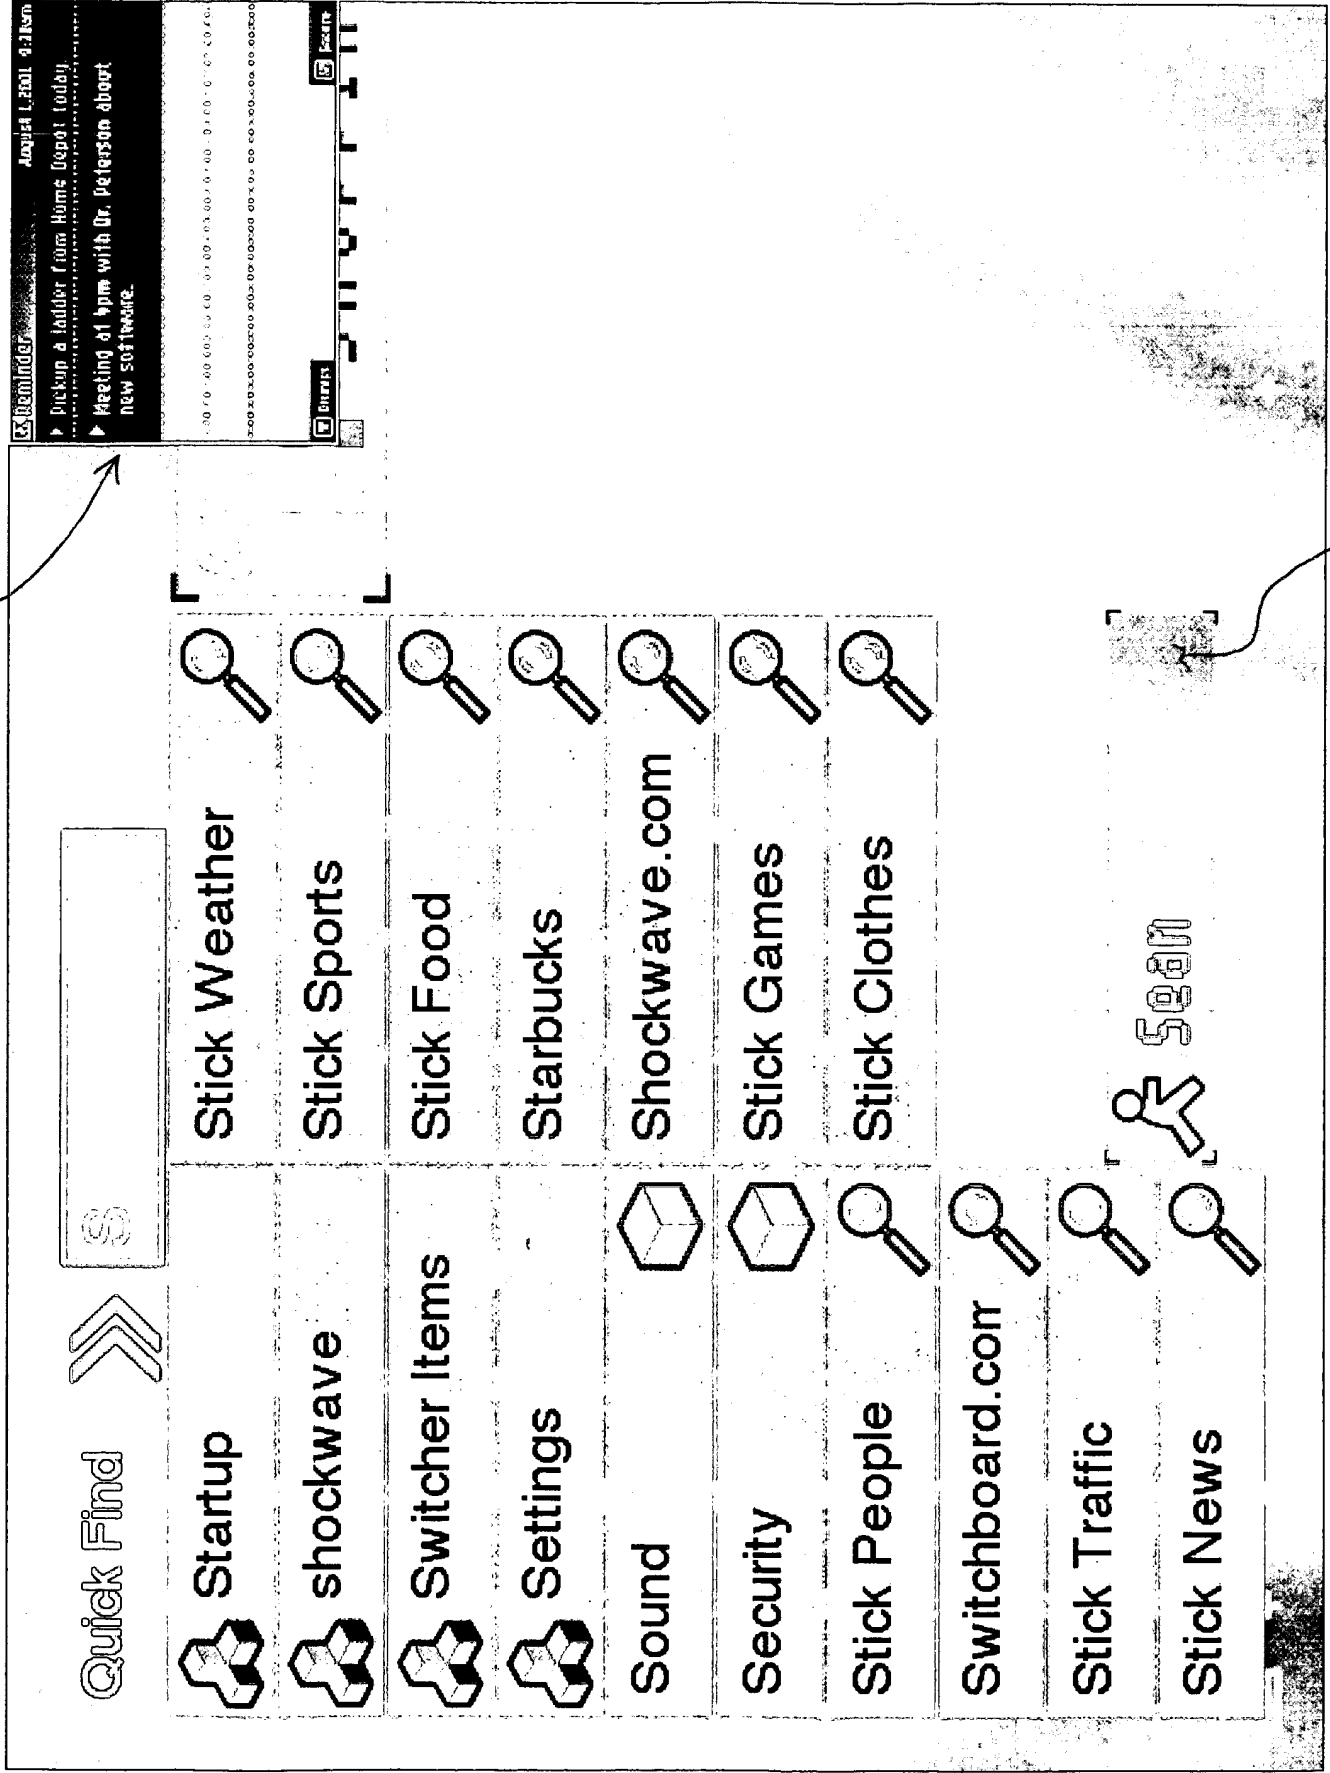 Reminder August 1, 2001
Pickup a ladder from Home Depot today.
Meeting at 6pm with Dr. Peterson about
new software.
Quick Find S
Startup
shockwave
Switcher Items
Settings
Sound
Security
Stick People
Switchboard.com
Stick Traffic
Stick News
Stick Weather
Stick Sports
Stick Food
Starbucks
Shockwave.com
Stick Games
Stick Clothes
Sean